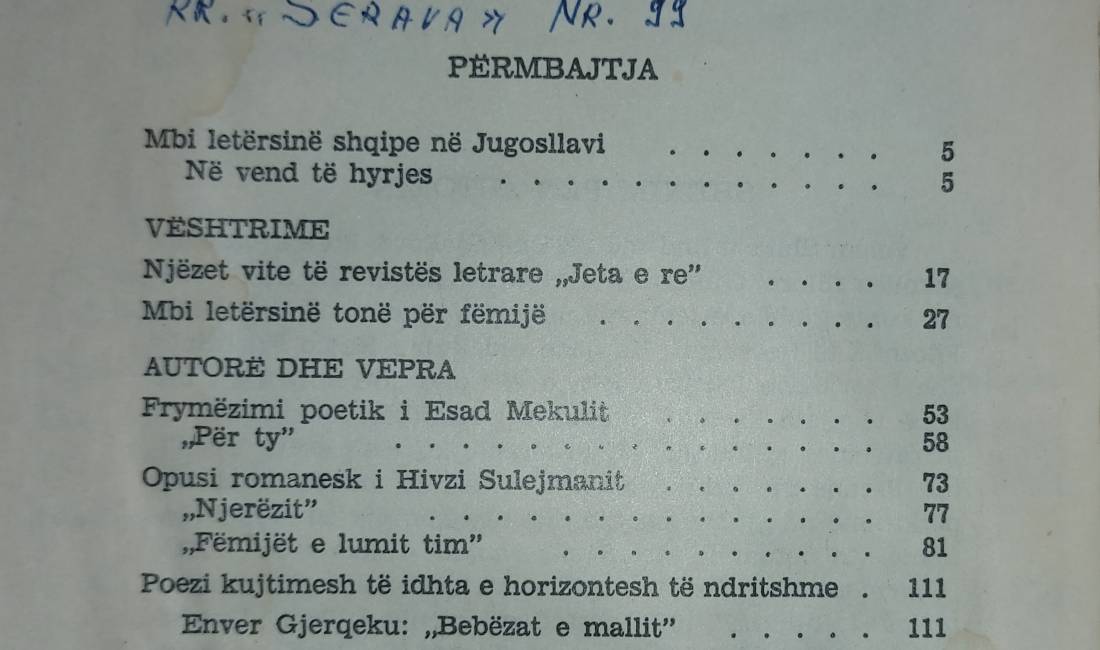 RR. „SERAVA” NR. 99
PËRMBAJTJA
Mbi letërsinë shqipe në Jugosllavi . . . . . . . 5
Në vend të hyrjes . . . . . . . . . . . . 5
VËSHTRIME
Njëzet vite të revistës letrare „Jeta e re” . . . . 17
Mbi letërsinë tonë për fëmijë . . . . . . . . . 27
AUTORË DHE VEPRA
Frymëzimi poetik i Esad Mekulit . . . . . . . 53
„Për ty” . . . . . . . . . . . . . . . 58
Opusi romanesk i Hivzi Sulejmanit . . . . . . . 73
„Njerëzit” . . . . . . . . . . . . . . 77
„Fëmijët e lumit tim” . . . . . . . . . . 81
Poezi kujtimesh të idhta e horizontesh të ndritshme . 111
Enver Gjerqeku: „Bebëzat e mallit” . . . . . 111